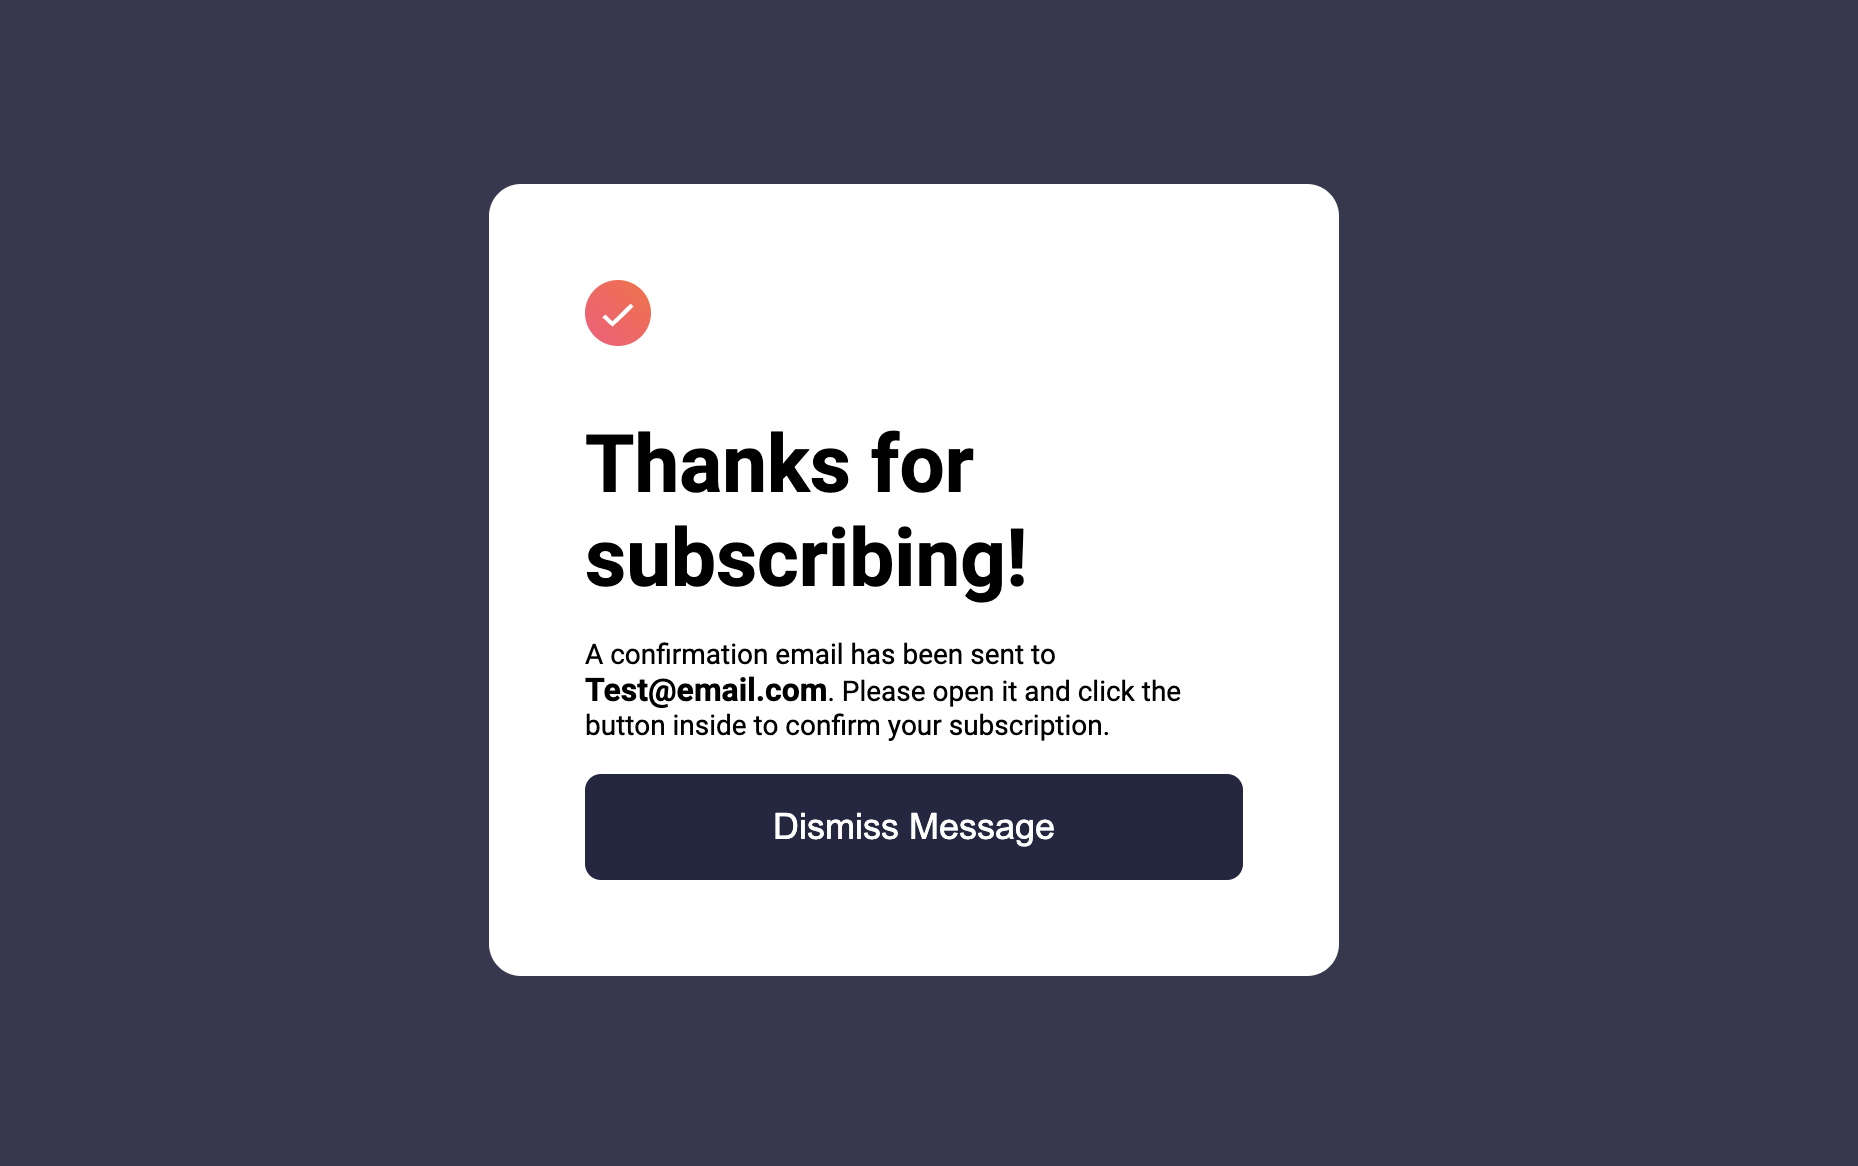 Thanks for
subscribing!
A confirmation email has been sent to
Test@email.com. Please open it and click the
button inside to confirm your subscription.
Dismiss Message